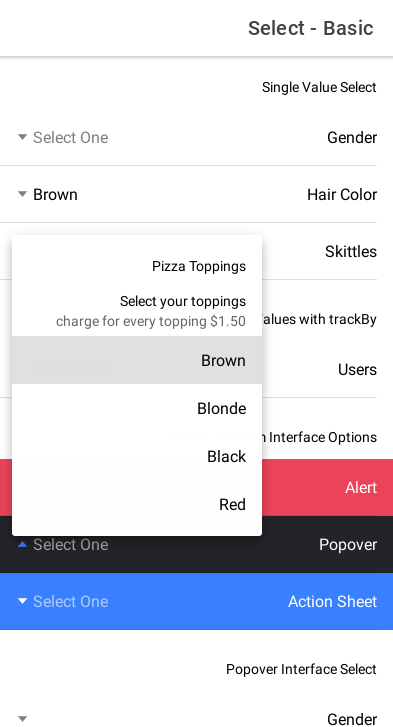 Select - Basic
Single Value Select
Gender
Select One
Hair Color
Brown
Skittles
Pizza Toppings
Select your toppings
charge for every topping $1.50
Brown
Blonde
Black
Red
with trackBy
Users
Interface Options
Alert
Popover
Select One
Action Sheet
Select One
Popover Interface Select
Gender